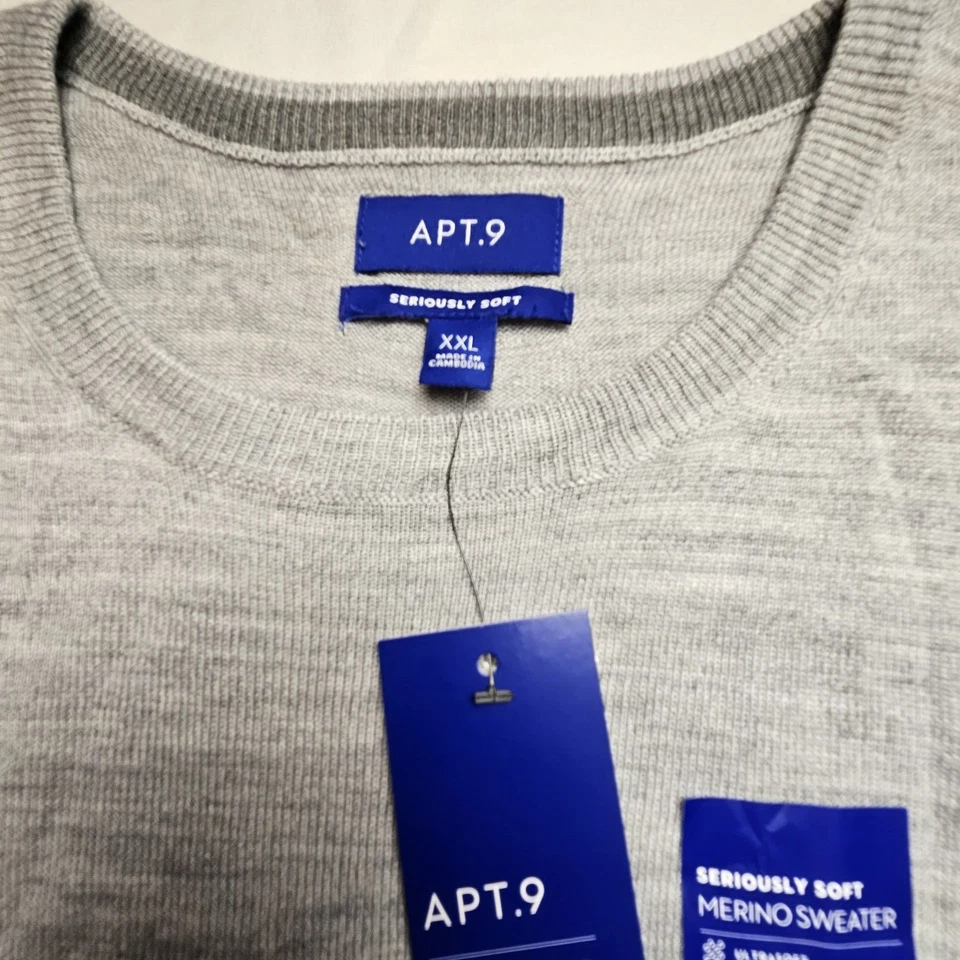 APT.9
SERIOUSLY SOFT
XXL
MADE IN
CAMBODIA
APT.9
SERIOUSLY SOFT
MERINO SWEATER